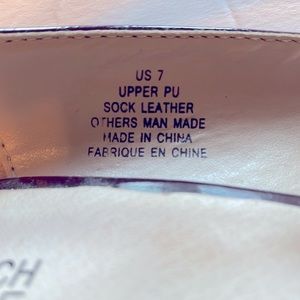 US 7
UPPER PU
SOCK LEATHER
OTHERS MAN MADE
MADE IN CHINA
FABRIQUE EN CHINE